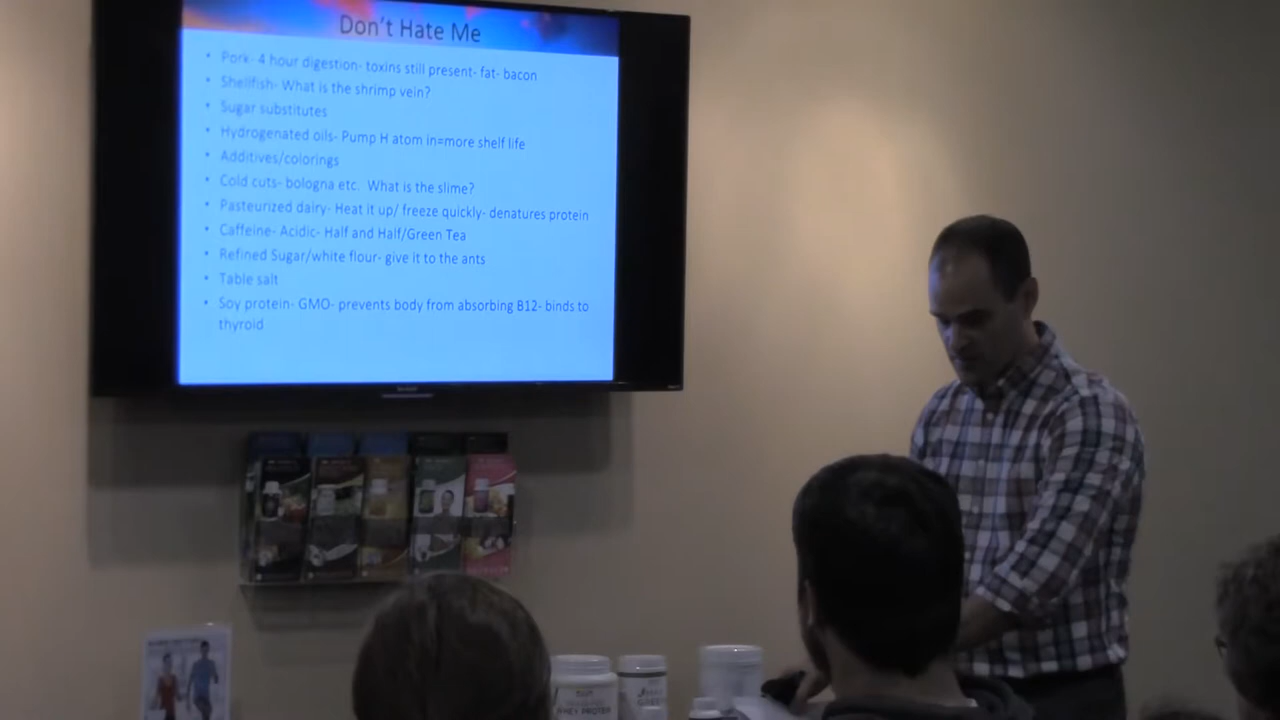 Don't Hate Me
• Pork- 4 hour digestion- toxins still present- fat- bacon
• Shellfish- What is the shrimp vein?
• Sugar substitutes
• Hydrogenated oils- Pump H atom in=more shelf life
• Additives/colorings
• Cold cuts- bologna etc.  What is the slime?
• Pasteurized dairy- Heat it up/ freeze quickly- denatures protein
• Caffeine- Acidic- Half and Half/Green Tea
• Refined Sugar/white flour- give it to the ants
• Table salt
• Soy protein- GMO- prevents body from absorbing B12- binds to
thyroid
WHEY PROTEIN